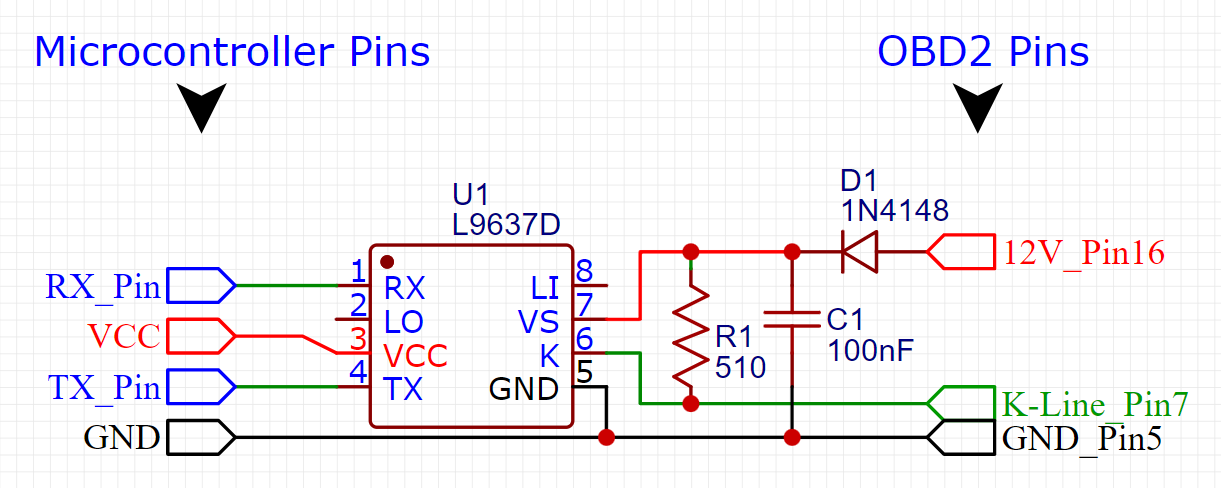 Microcontroller Pins
OBD2 Pins
D1
1N4148
U1
L9637D
RX_Pin
1
RX
LI
8
12V_Pin16
2
LO
VS
7
VCC
3
VCC
K
6
R1
510
C1
100nF
TX_Pin
4
TX
GND
5
K-Line_Pin7
GND
GND_Pin5